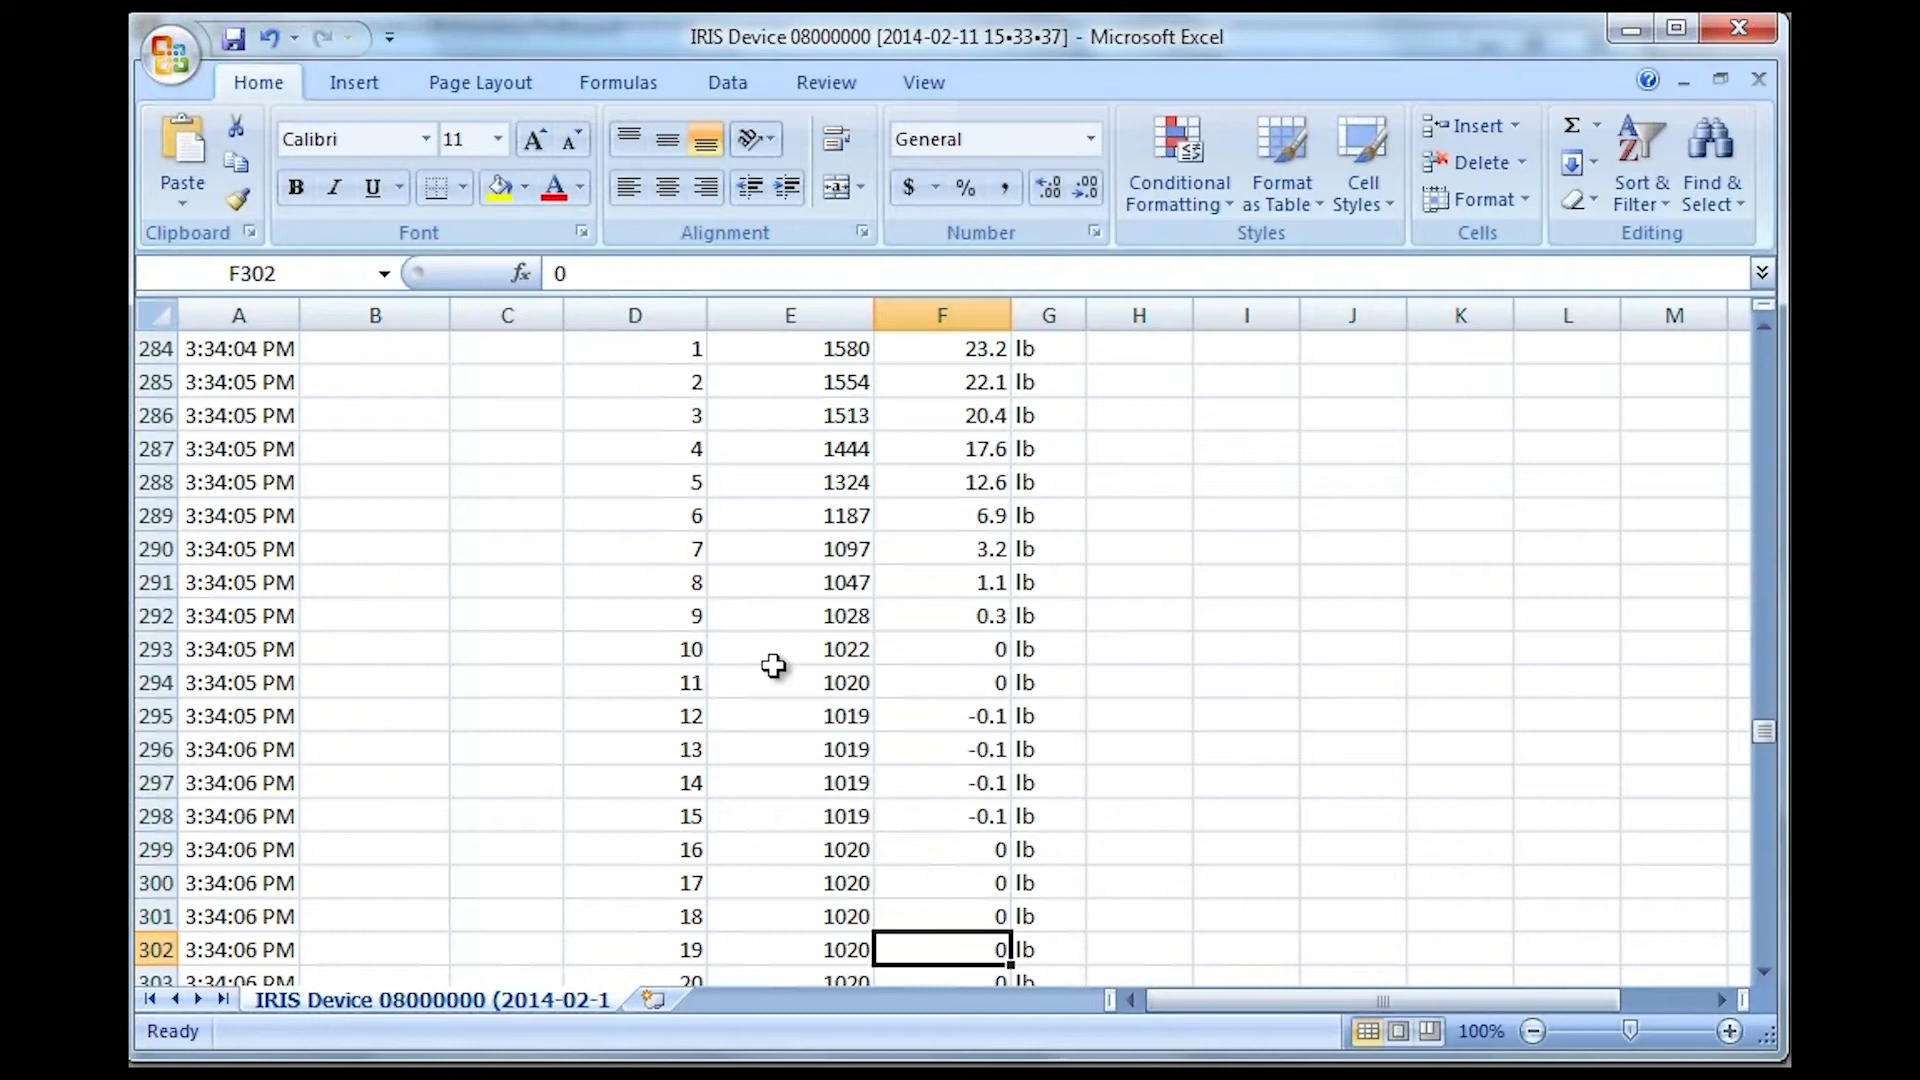 IRIS Device 08000000 [2014-02-11 15•33•37] - Microsoft Excel
Home Insert Page Layout Formulas Data Review View
Calibri 11 A A General Σ Insert
Delete
Paste B I U A $ % , .00 .0 Conditional Formatting Format as Table Cell Styles Format Sort & Filter Find & Select
Clipboard Font Alignment Number Styles Cells Editing
F302 fx 0
A B C D E F G H I J K L M
284 3:34:04 PM 1 1580 23.2 lb
285 3:34:05 PM 2 1554 22.1 lb
286 3:34:05 PM 3 1513 20.4 lb
287 3:34:05 PM 4 1444 17.6 lb
288 3:34:05 PM 5 1324 12.6 lb
289 3:34:05 PM 6 1187 6.9 lb
290 3:34:05 PM 7 1097 3.2 lb
291 3:34:05 PM 8 1047 1.1 lb
292 3:34:05 PM 9 1028 0.3 lb
293 3:34:05 PM 10 1022 0 lb
294 3:34:05 PM 11 1020 0 lb
295 3:34:05 PM 12 1019 -0.1 lb
296 3:34:06 PM 13 1019 -0.1 lb
297 3:34:06 PM 14 1019 -0.1 lb
298 3:34:06 PM 15 1019 -0.1 lb
299 3:34:06 PM 16 1020 0 lb
300 3:34:06 PM 17 1020 0 lb
301 3:34:06 PM 18 1020 0 lb
302 3:34:06 PM 19 1020 0 lb
303 3:34:06 PM 20 1020 0 lb
IRIS Device 08000000 (2014-02-1
Ready 100%